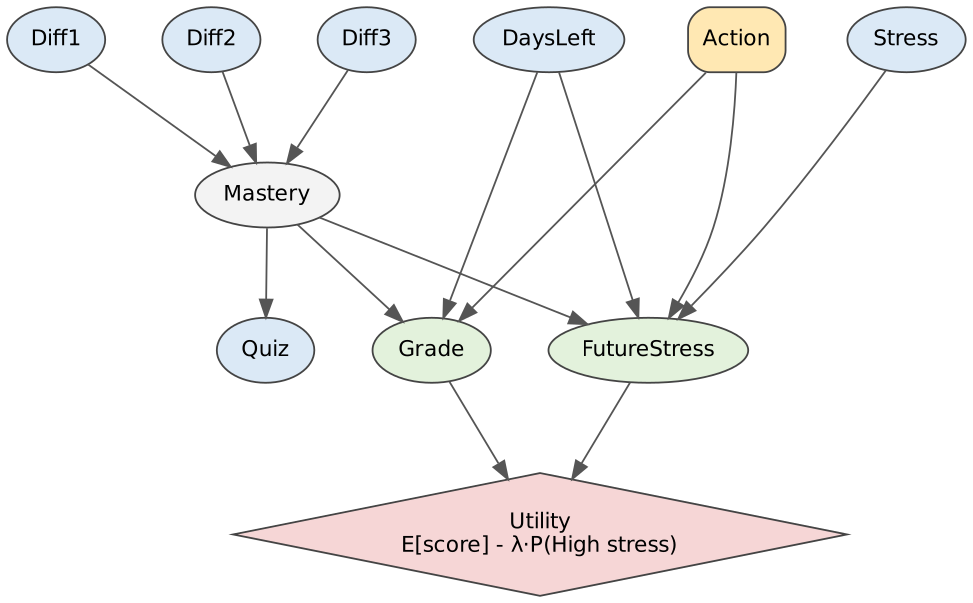 Diff1
Diff2
Diff3
DaysLeft
Action
Stress
Mastery
Quiz
Grade
FutureStress
Utility
E[score] - λ·P(High stress)